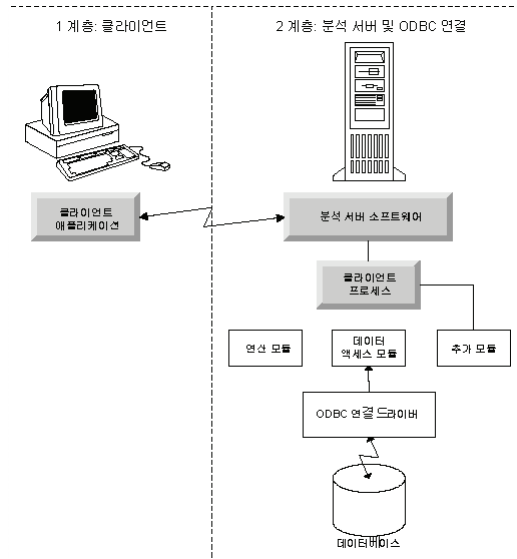 1 계층: 클라이언트
2 계층: 분석 서버 및 ODBC 연결
클라이언트
애플리케이션
분석 서버 소프트웨어
클라이언트
프로세스
연산 모듈
데이터
액세스 모듈
추가 모듈
ODBC 연결 드라이버
데이터베이스